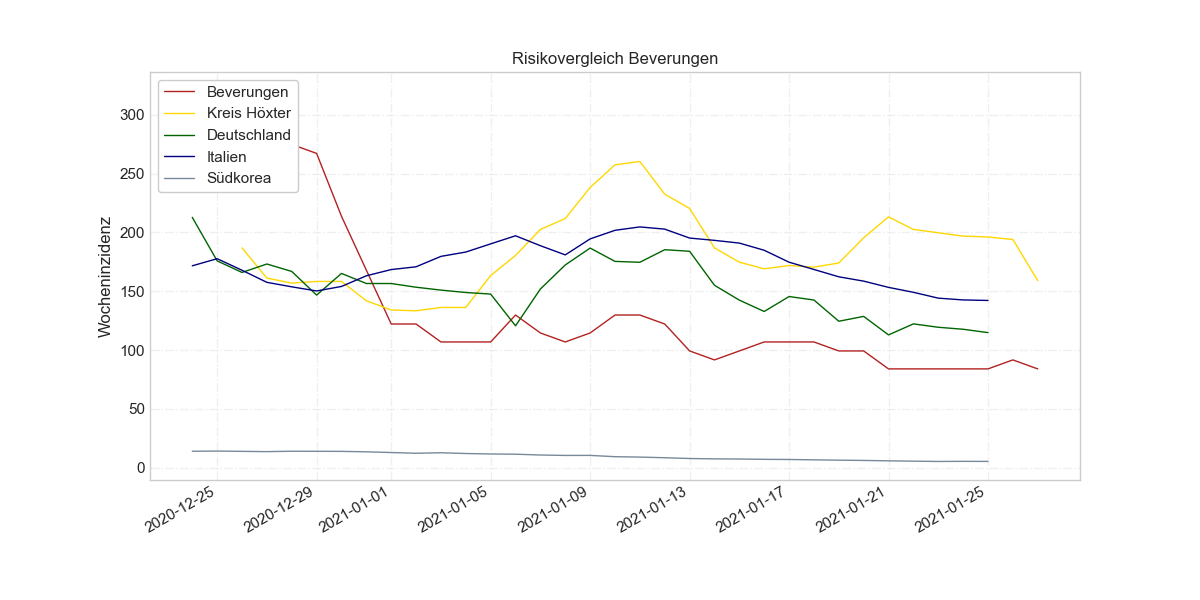 Risikovergleich Beverungen
Beverungen
Kreis Höxter
Deutschland
Italien
Südkorea
Wocheninzidenz
300
250
200
150
100
50
0
2020-12-25
2020-12-29
2021-01-01
2021-01-05
2021-01-09
2021-01-13
2021-01-17
2021-01-21
2021-01-25